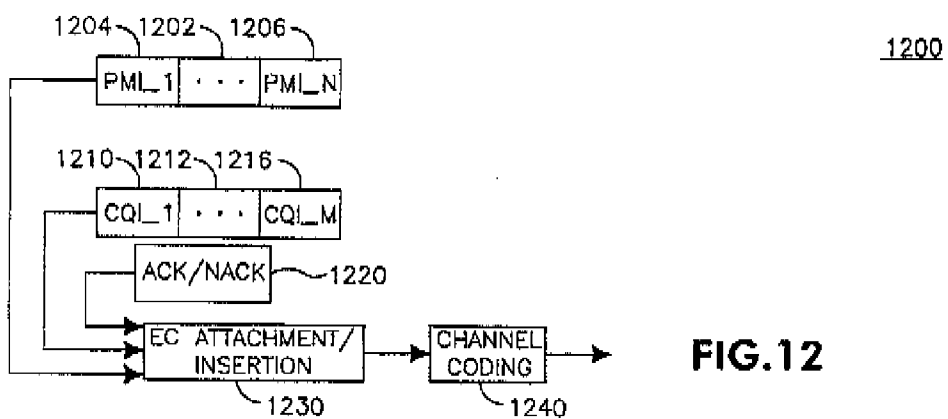 1204 1202 1206
1200
PMI_1 · · · PMI_N
1210 1212 1216
CQI_1 · · · CQI_M
ACK/NACK 1220
EC ATTACHMENT/
INSERTION
CHANNEL
CODING
FIG.12
1230 1240